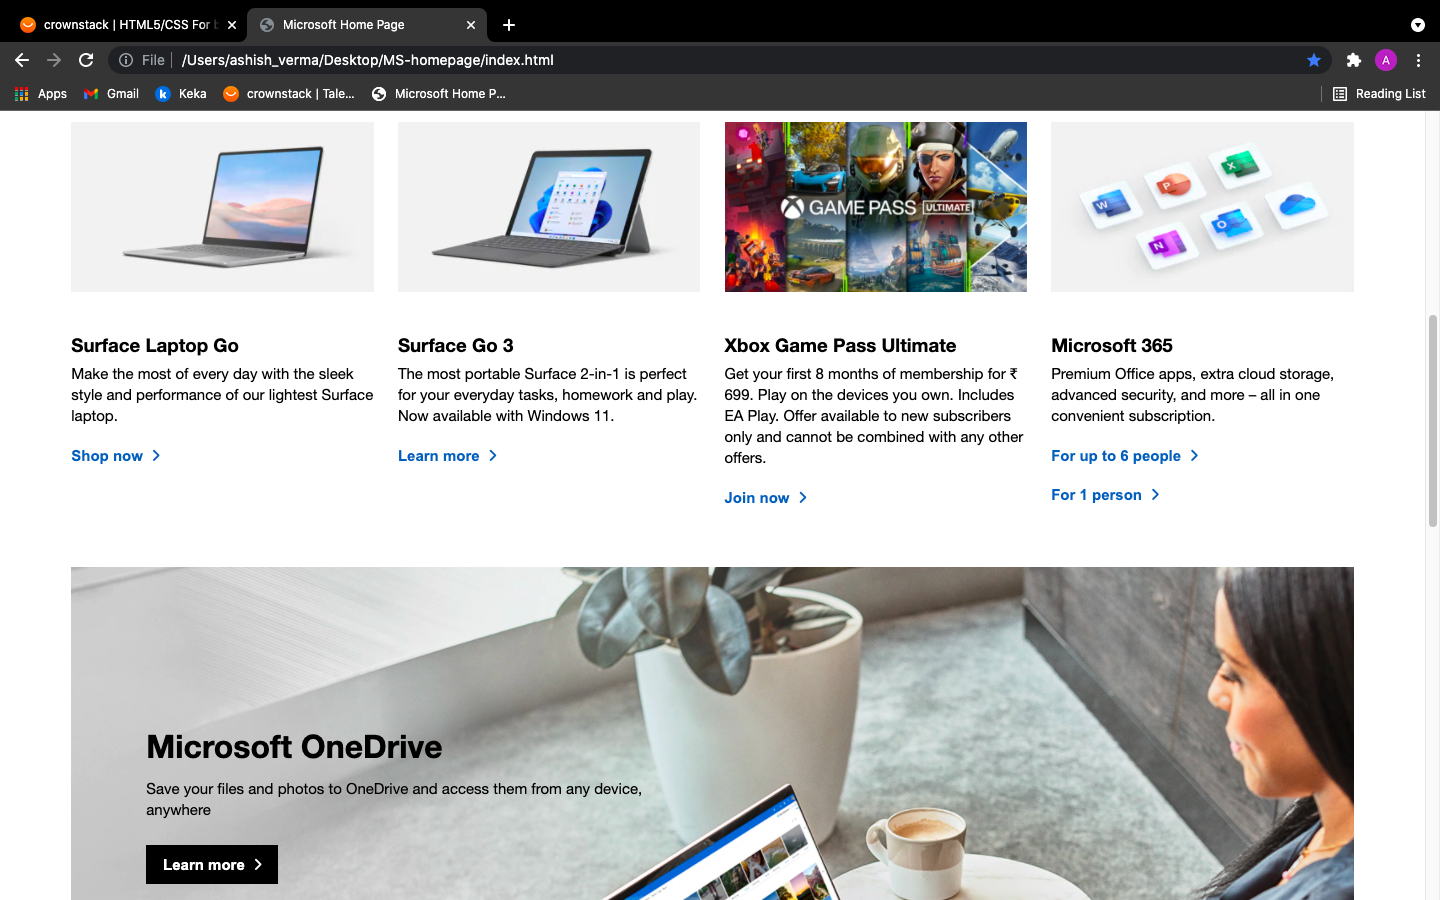 crownstack | HTML5/CSS For b
Microsoft Home Page
File
/Users/ashish_verma/Desktop/MS-homepage/index.html
A
Apps
Gmail
k
Keka
crownstack | Tale...
Microsoft Home P...
Reading List
GAME PASS ULTIMATE
W
P
X
N
O
Surface Laptop Go
Make the most of every day with the sleek
style and performance of our lightest Surface
laptop.
Shop now
Surface Go 3
The most portable Surface 2-in-1 is perfect
for your everyday tasks, homework and play.
Now available with Windows 11.
Learn more
Xbox Game Pass Ultimate
Get your first 8 months of membership for ₹
699. Play on the devices you own. Includes
EA Play. Offer available to new subscribers
only and cannot be combined with any other
offers.
Join now
Microsoft 365
Premium Office apps, extra cloud storage,
advanced security, and more – all in one
convenient subscription.
For up to 6 people
For 1 person
Microsoft OneDrive
Save your files and photos to OneDrive and access them from any device,
anywhere
Learn more